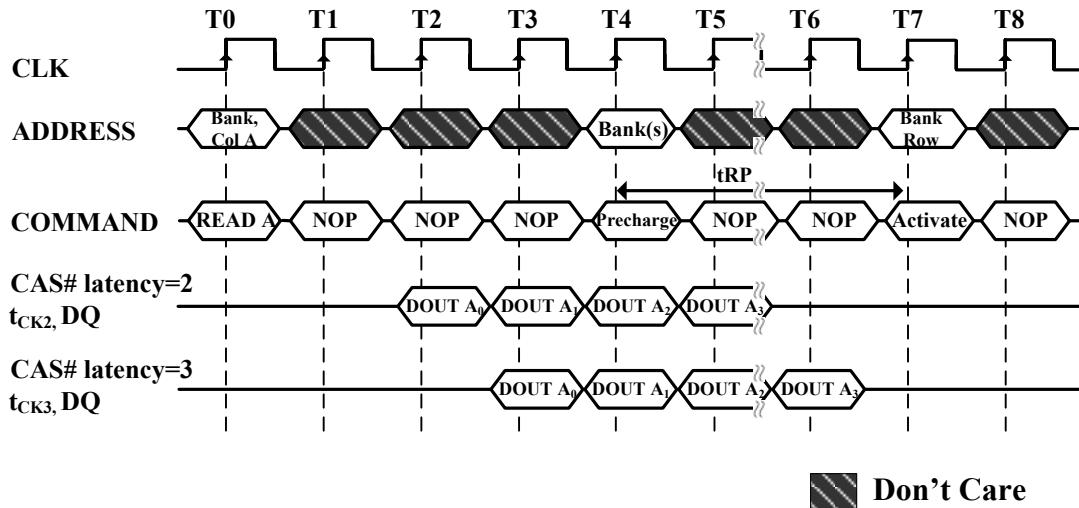 T0 T1 T2 T3 T4 T5 T6 T7 T8
CLK
ADDRESS Bank, Col A Bank(s) Bank Row
tRP
COMMAND READ A NOP NOP NOP Precharge NOP NOP Activate NOP
CAS# latency=2
tCK2, DQ DOUT A0 DOUT A1 DOUT A2 DOUT A3
CAS# latency=3
tCK3, DQ DOUT A0 DOUT A1 DOUT A2 DOUT A3
Don't Care